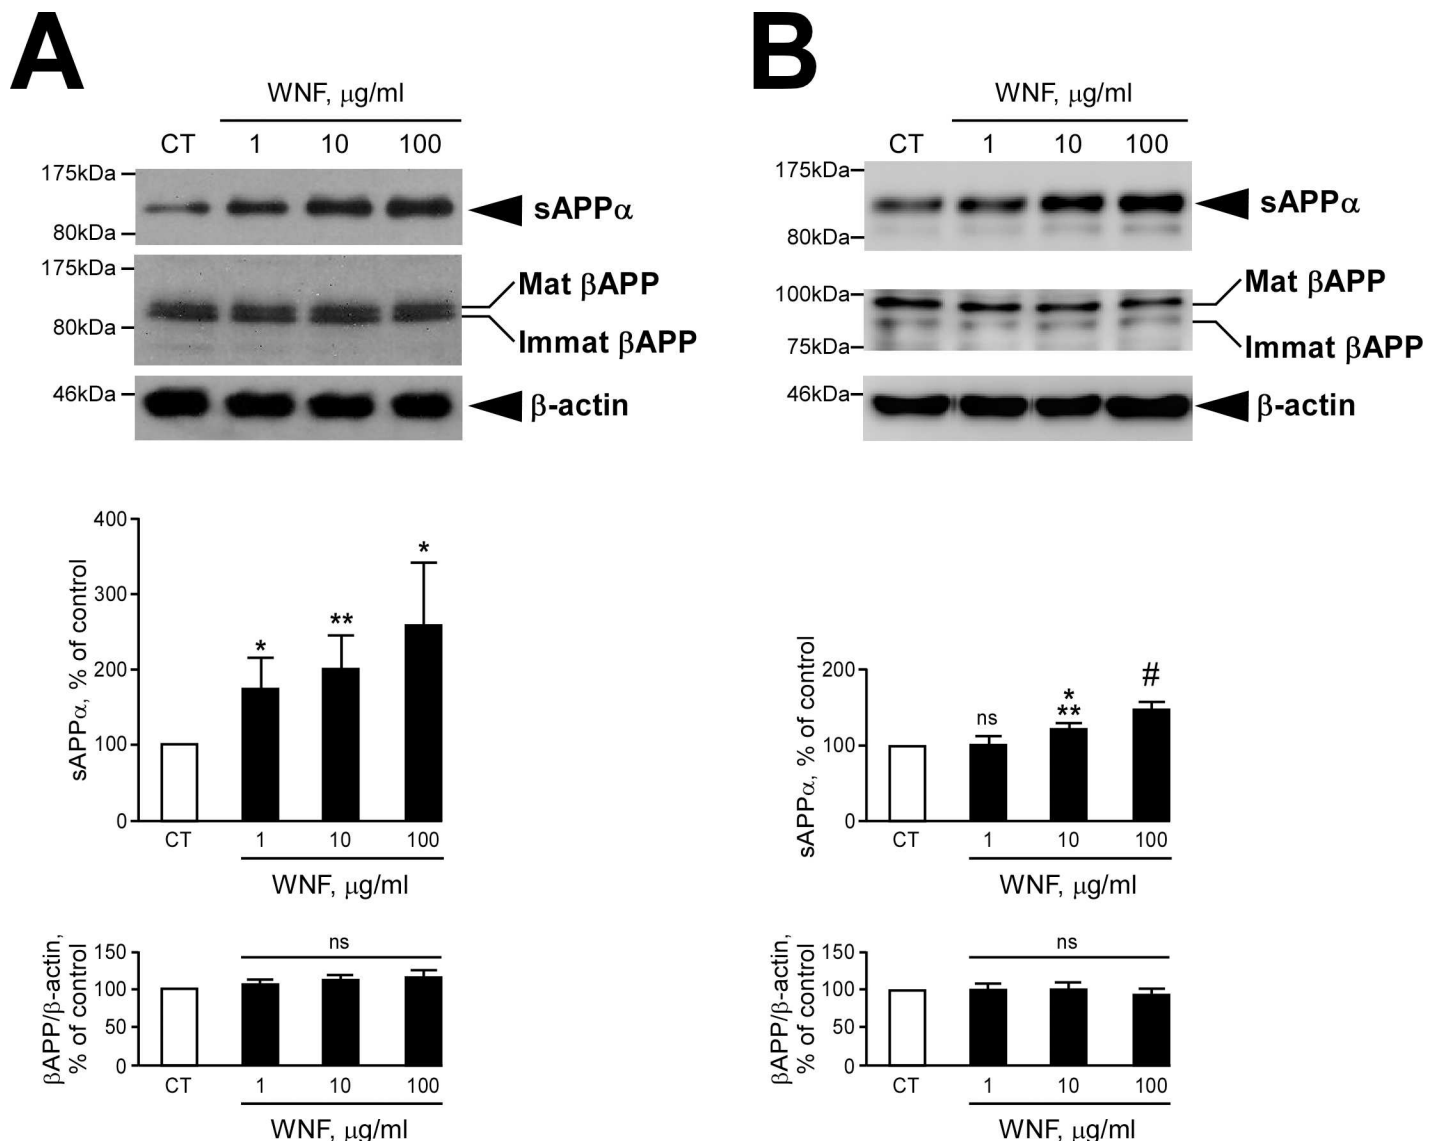 A
WNF, μg/ml
CT 1 10 100
175kDa
sAPPα
80kDa
175kDa
Mat βAPP
80kDa
Immat βAPP
46kDa
β-actin
400
300
200
100
0
sAPPα, % of control
*
**
*
CT 1 10 100
WNF, μg/ml
150
100
50
0
βAPP/β-actin,
% of control
ns
CT 1 10 100
WNF, μg/ml
B
WNF, μg/ml
CT 1 10 100
175kDa
sAPPα
80kDa
100kDa
Mat βAPP
75kDa
Immat βAPP
46kDa
β-actin
200
100
0
sAPPα, % of control
ns
*
**
#
CT 1 10 100
WNF, μg/ml
150
100
50
0
βAPP/β-actin,
% of control
ns
CT 1 10 100
WNF, μg/ml